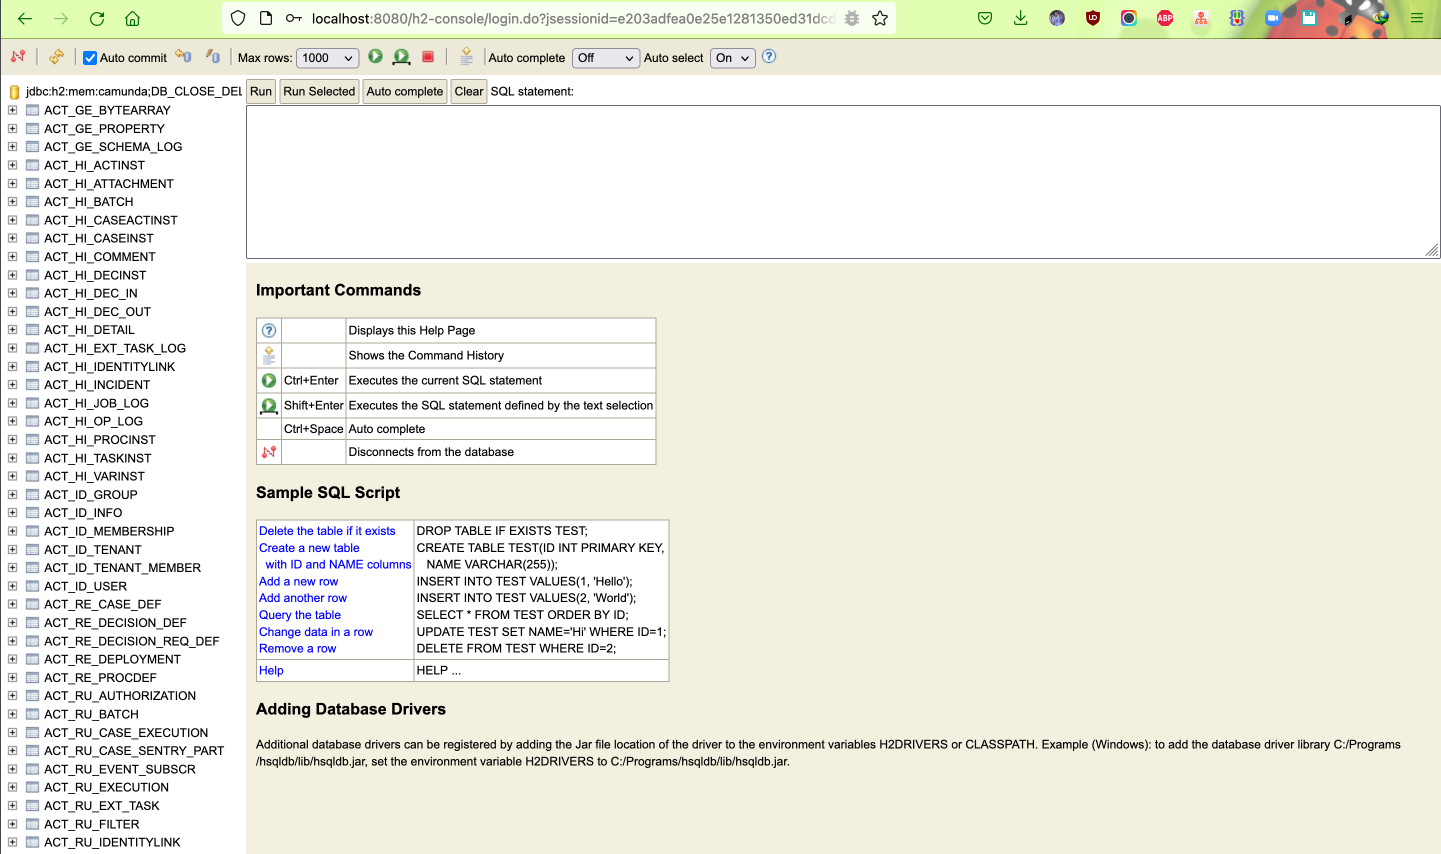 localhost:8080/h2-console/login.do?jsessionid=e203adfea0e25e1281350ed31dcd
Auto commit Max rows: 1000 Auto complete Off Auto select On
jdbc:h2:mem:camunda;DB_CLOSE_DEL
ACT_GE_BYTEARRAY
ACT_GE_PROPERTY
ACT_GE_SCHEMA_LOG
ACT_HI_ACTINST
ACT_HI_ATTACHMENT
ACT_HI_BATCH
ACT_HI_CASEACTINST
ACT_HI_CASEINST
ACT_HI_COMMENT
ACT_HI_DECINST
ACT_HI_DEC_IN
ACT_HI_DEC_OUT
ACT_HI_DETAIL
ACT_HI_EXT_TASK_LOG
ACT_HI_IDENTITYLINK
ACT_HI_INCIDENT
ACT_HI_JOB_LOG
ACT_HI_OP_LOG
ACT_HI_PROCINST
ACT_HI_TASKINST
ACT_HI_VARINST
ACT_ID_GROUP
ACT_ID_INFO
ACT_ID_MEMBERSHIP
ACT_ID_TENANT
ACT_ID_TENANT_MEMBER
ACT_ID_USER
ACT_RE_CASE_DEF
ACT_RE_DECISION_DEF
ACT_RE_DECISION_REQ_DEF
ACT_RE_DEPLOYMENT
ACT_RE_PROCDEF
ACT_RU_AUTHORIZATION
ACT_RU_BATCH
ACT_RU_CASE_EXECUTION
ACT_RU_CASE_SENTRY_PART
ACT_RU_EVENT_SUBSCR
ACT_RU_EXECUTION
ACT_RU_EXT_TASK
ACT_RU_FILTER
ACT_RU_IDENTITYLINK
Run Run Selected Auto complete Clear SQL statement:
Important Commands
Displays this Help Page
Shows the Command History
Ctrl+Enter Executes the current SQL statement
Shift+Enter Executes the SQL statement defined by the text selection
Ctrl+Space Auto complete
Disconnects from the database
Sample SQL Script
Delete the table if it exists DROP TABLE IF EXISTS TEST;
Create a new table CREATE TABLE TEST(ID INT PRIMARY KEY,
with ID and NAME columns NAME VARCHAR(255));
Add a new row INSERT INTO TEST VALUES(1, 'Hello');
Add another row INSERT INTO TEST VALUES(2, 'World');
Query the table SELECT * FROM TEST ORDER BY ID;
Change data in a row UPDATE TEST SET NAME='Hi' WHERE ID=1;
Remove a row DELETE FROM TEST WHERE ID=2;
Help HELP ...
Adding Database Drivers
Additional database drivers can be registered by adding the Jar file location of the driver to the environment variables H2DRIVERS or CLASSPATH. Example (Windows): to add the database driver library C:/Programs
/hsqldb/lib/hsqldb.jar, set the environment variable H2DRIVERS to C:/Programs/hsqldb/lib/hsqldb.jar.